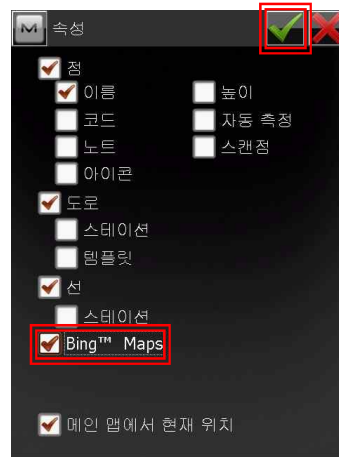 속성
점
이름 높이
코드 자동 측정
노트 스캔점
아이콘
도로
스테이션
템플릿
선
스테이션
Bing™ Maps
메인 맵에서 현재 위치